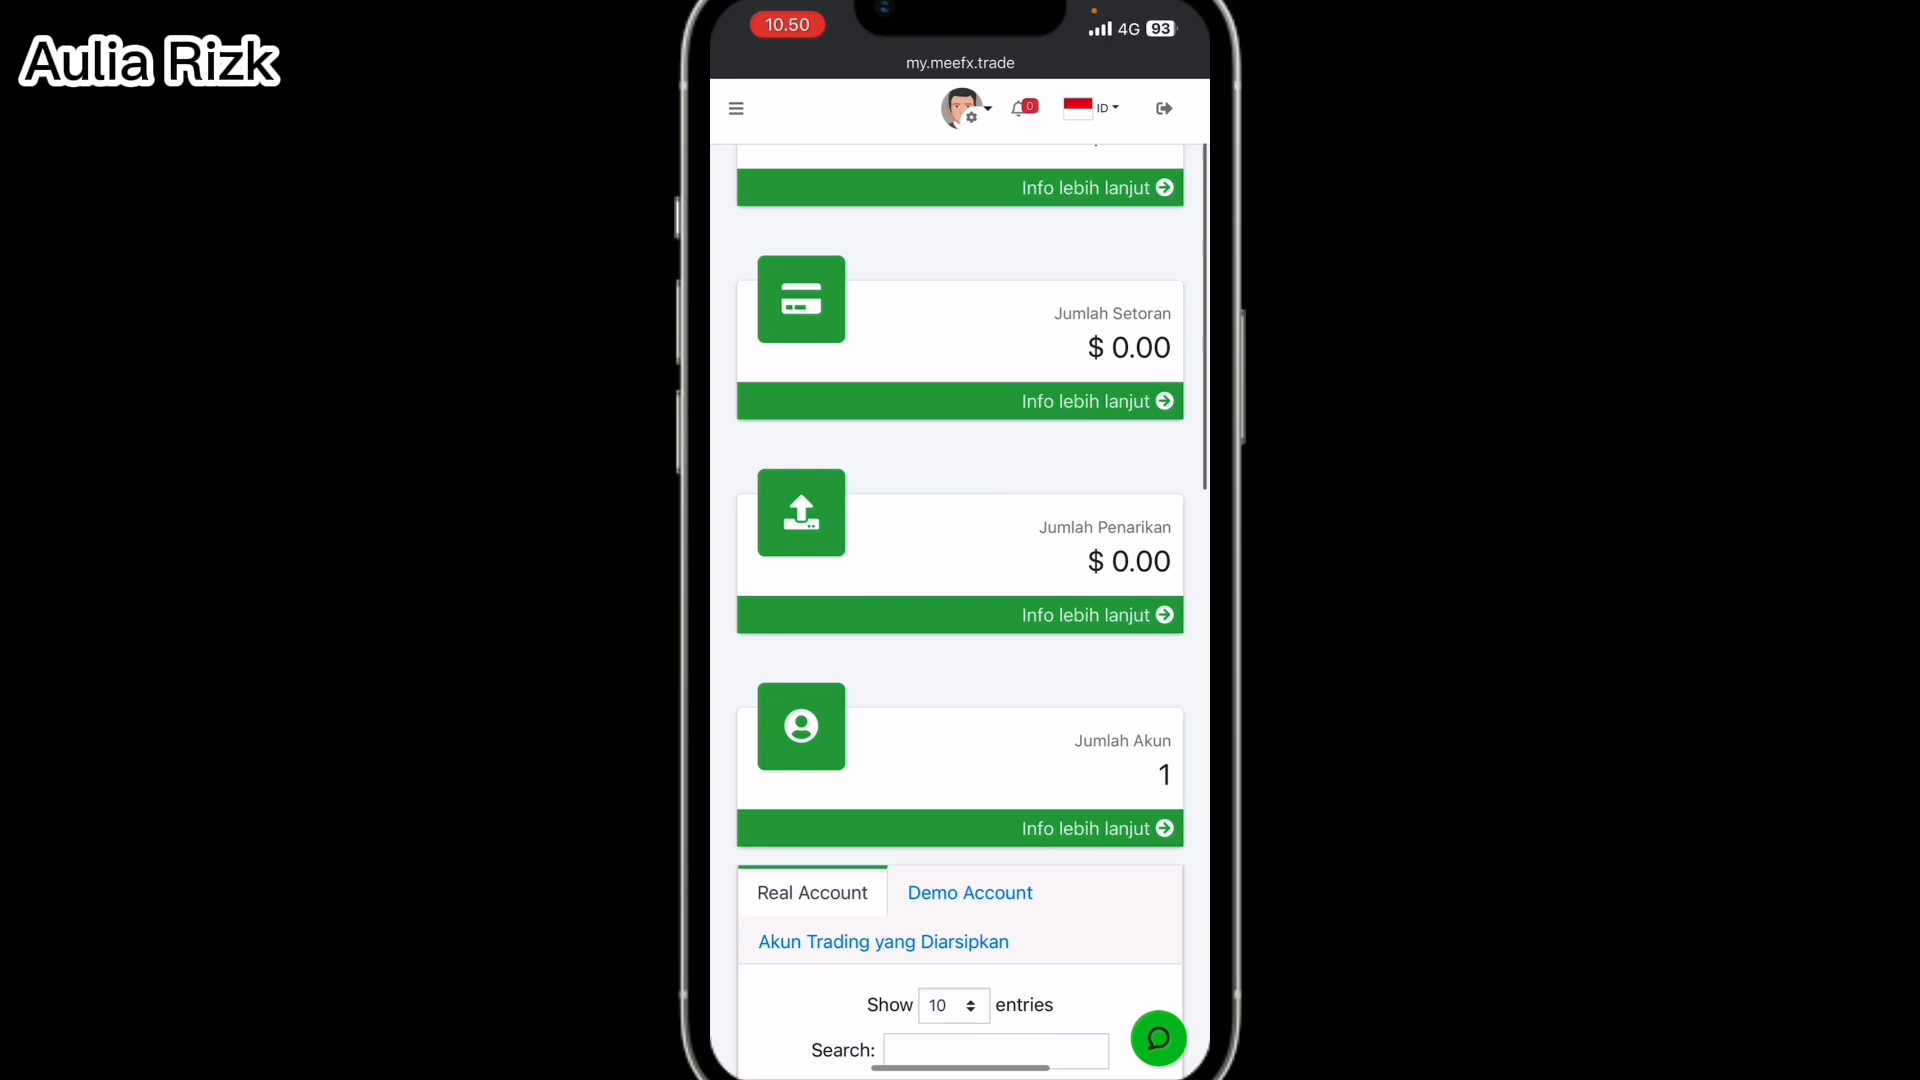 Aulia Rizk
10.50
4G 93
my.meefx.trade
0
ID
Info lebih lanjut
Jumlah Setoran
$ 0.00
Info lebih lanjut
Jumlah Penarikan
$ 0.00
Info lebih lanjut
Jumlah Akun
1
Info lebih lanjut
Real Account Demo Account
Akun Trading yang Diarsipkan
Show 10 entries
Search: